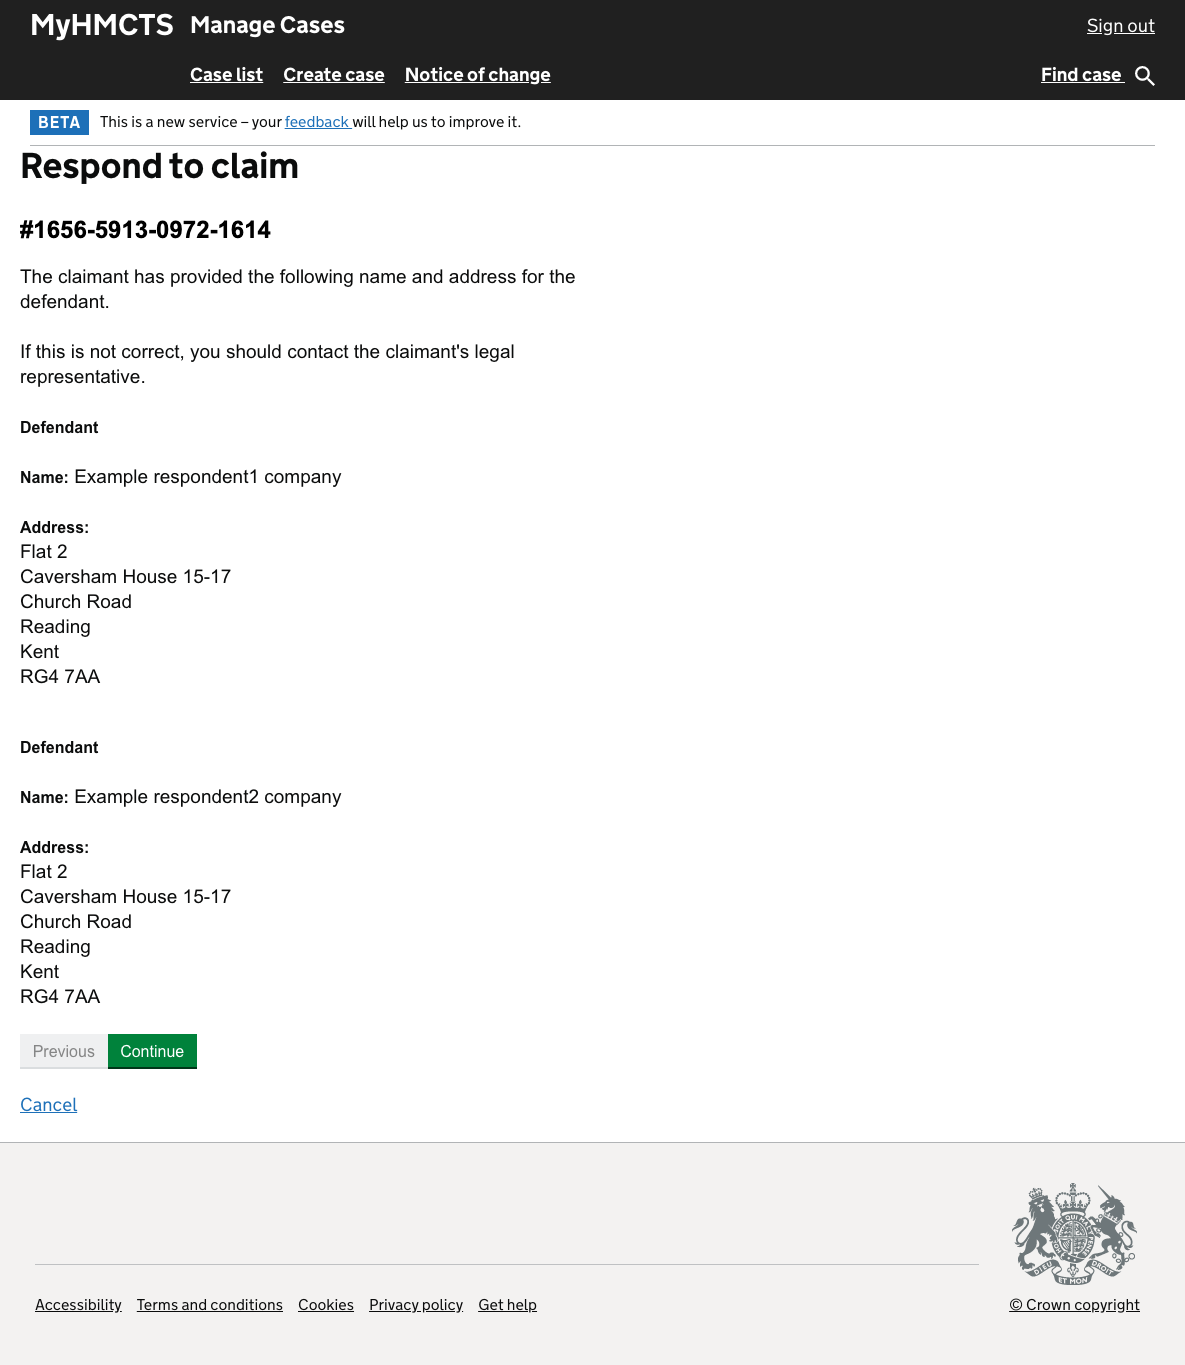 MyHMCTS Manage Cases Sign out
Case list Create case Notice of change Find case
BETA This is a new service – your feedback will help us to improve it.
Respond to claim
#1656-5913-0972-1614
The claimant has provided the following name and address for the
defendant.
If this is not correct, you should contact the claimant's legal
representative.
Defendant
Name: Example respondent1 company
Address:
Flat 2
Caversham House 15-17
Church Road
Reading
Kent
RG4 7AA
Defendant
Name: Example respondent2 company
Address:
Flat 2
Caversham House 15-17
Church Road
Reading
Kent
RG4 7AA
Previous Continue
Cancel
DIEU ET MON DROIT
Accessibility Terms and conditions Cookies Privacy policy Get help © Crown copyright